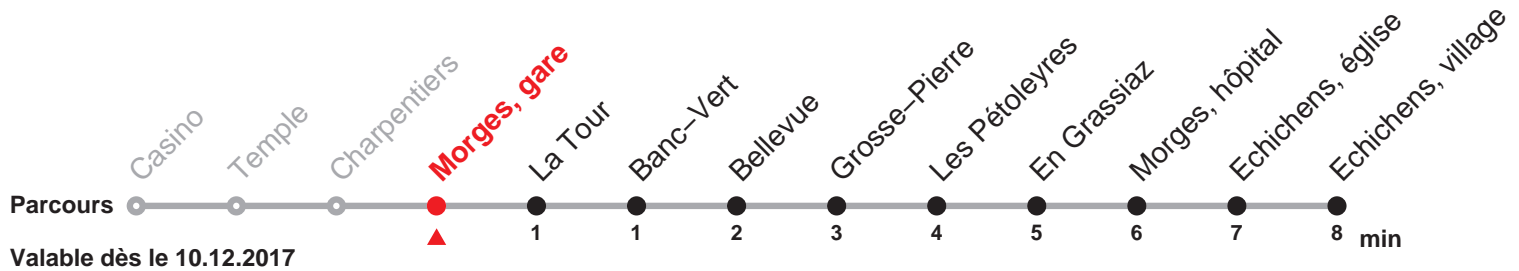 Casino
Temple
Charpentiers
Morges, gare
La Tour
Banc–Vert
Bellevue
Grosse–Pierre
Les Pétoleyres
En Grassiaz
Morges, hôpital
Echichens, église
Echichens, village
Parcours
1 1 2 3 4 5 6 7 8 min
Valable dès le 10.12.2017